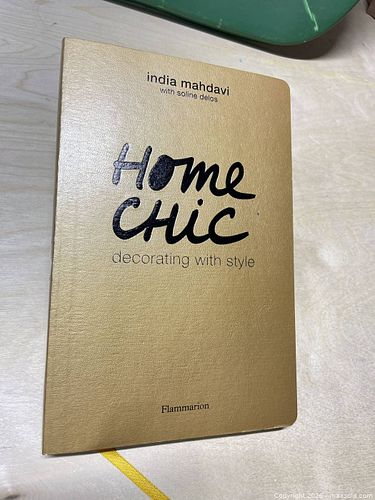 india mahdavi
with soline delos
Home
CHiC
decorating with style
Flammarion